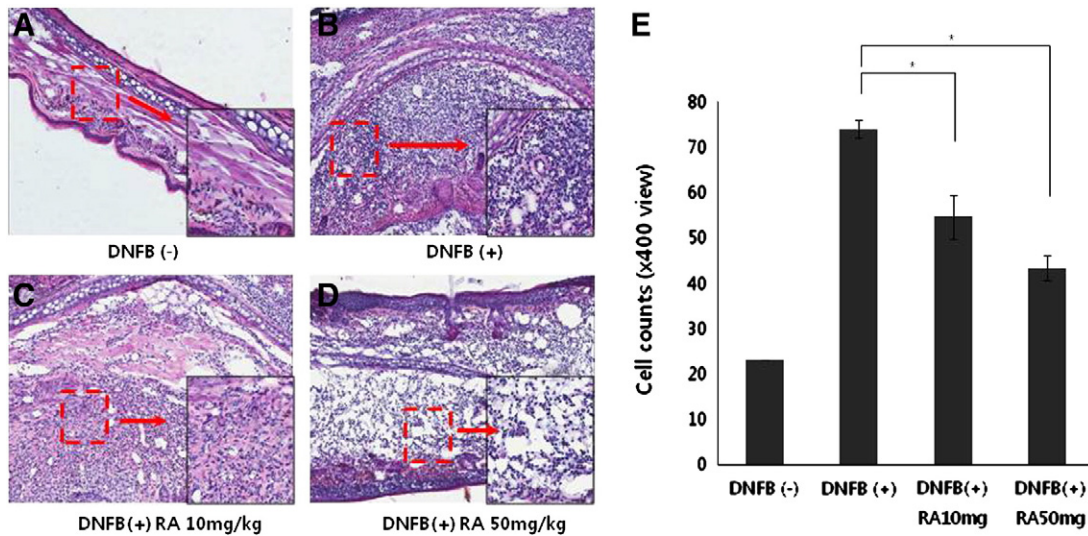 A
B
DNFB (-)
DNFB (+)
C
D
DNFB(+) RA 10mg/kg
DNFB(+) RA 50mg/kg
E
*
*
Cell counts (x400 view)
80
70
60
50
40
30
20
10
0
DNFB (-)
DNFB (+)
DNFB(+)
RA10mg
DNFB(+)
RA50mg